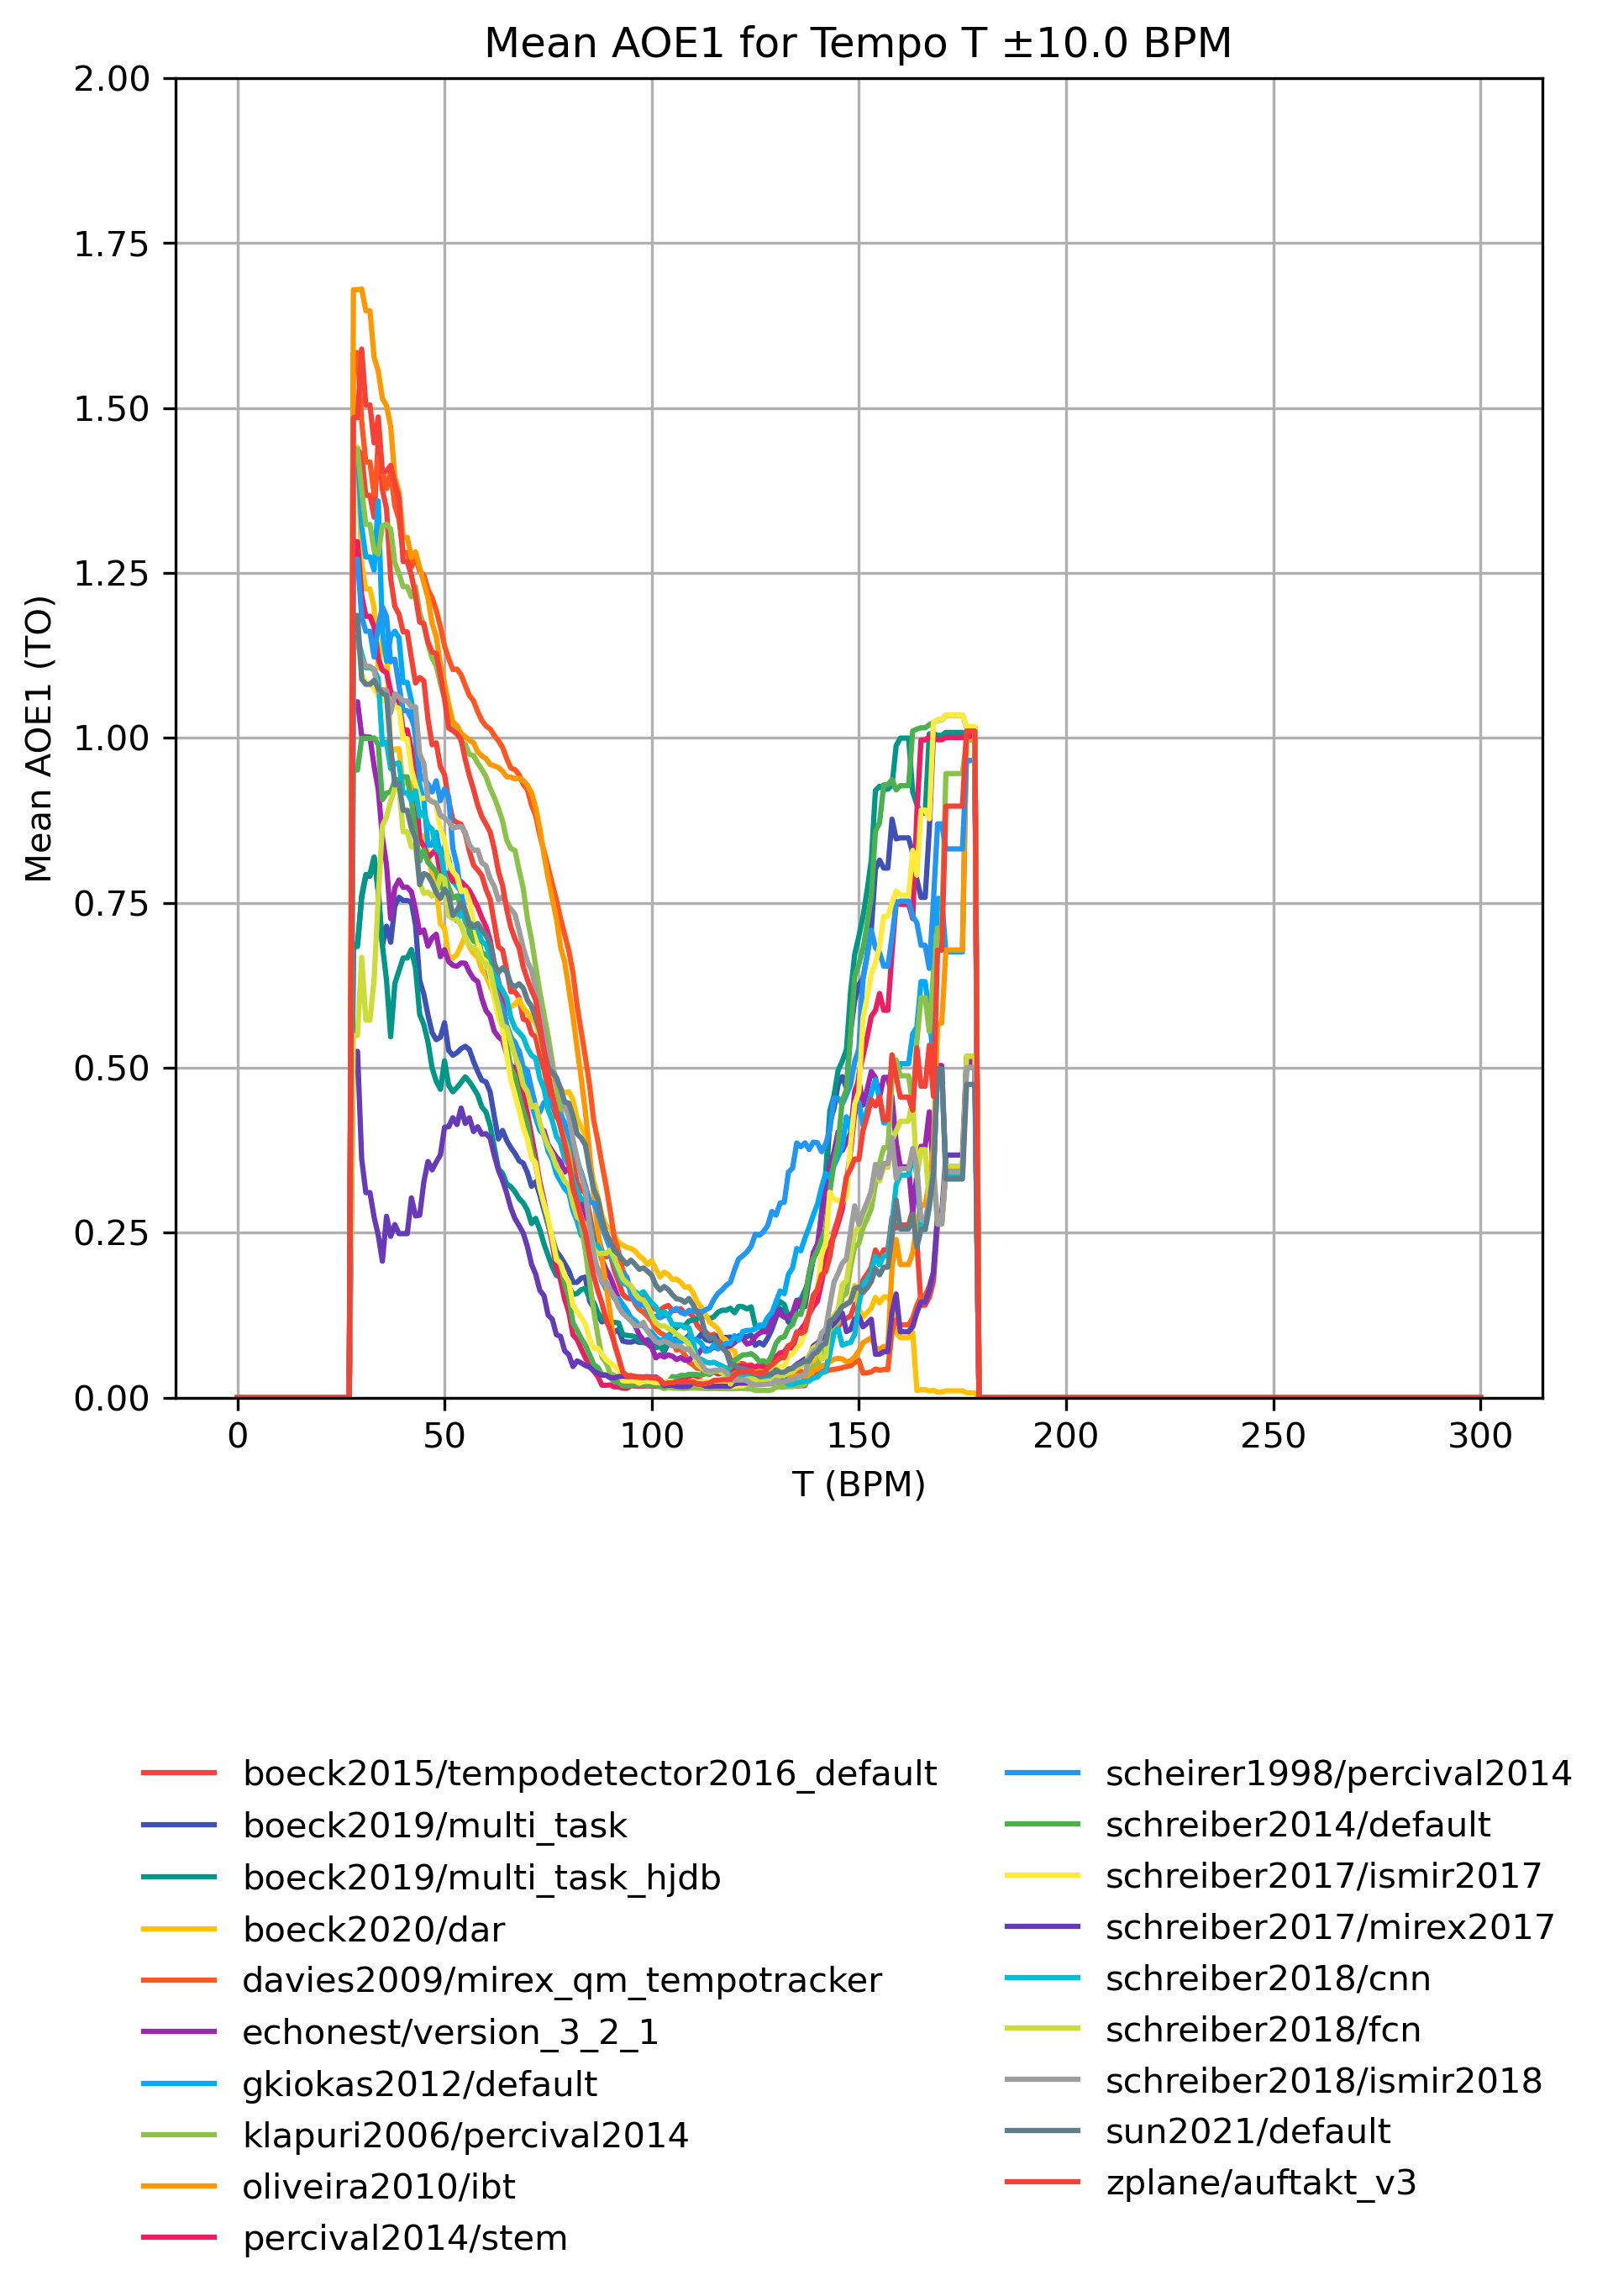 Mean AOE1 for Tempo T ±10.0 BPM
2.00
1.75
1.50
1.25
1.00
0.75
0.50
0.25
0.00
Mean AOE1 (TO)
0 50 100 150 200 250 300
T (BPM)
boeck2015/tempodetector2016_default
boeck2019/multi_task
boeck2019/multi_task_hjdb
boeck2020/dar
davies2009/mirex_qm_tempotracker
echonest/version_3_2_1
gkiokas2012/default
klapuri2006/percival2014
oliveira2010/ibt
percival2014/stem
scheirer1998/percival2014
schreiber2014/default
schreiber2017/ismir2017
schreiber2017/mirex2017
schreiber2018/cnn
schreiber2018/fcn
schreiber2018/ismir2018
sun2021/default
zplane/auftakt_v3